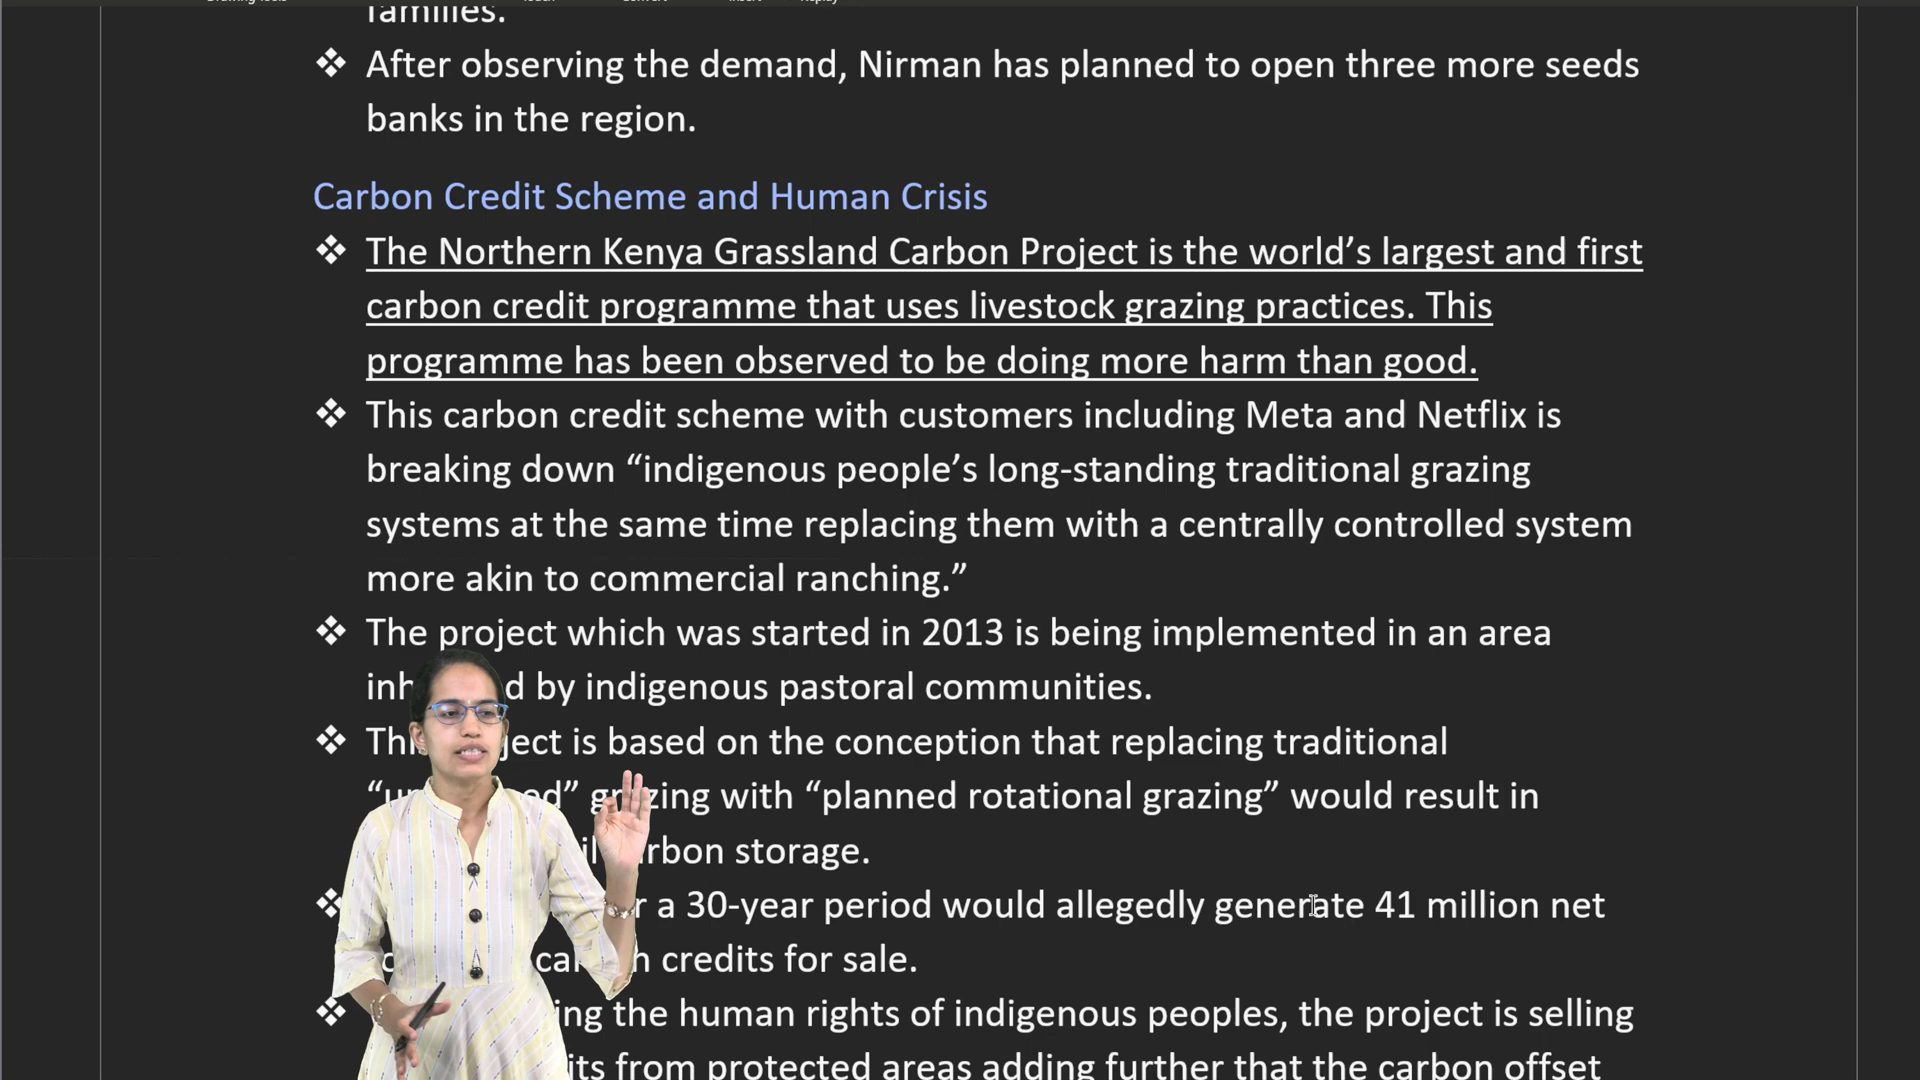 Drawing Tools Touch Convert Insert Replay
families.
❖ After observing the demand, Nirman has planned to open three more seeds
banks in the region.
Carbon Credit Scheme and Human Crisis
❖ The Northern Kenya Grassland Carbon Project is the world’s largest and first
carbon credit programme that uses livestock grazing practices. This
programme has been observed to be doing more harm than good.
❖ This carbon credit scheme with customers including Meta and Netflix is
breaking down “indigenous people’s long-standing traditional grazing
systems at the same time replacing them with a centrally controlled system
more akin to commercial ranching.”
❖ The project which was started in 2013 is being implemented in an area
by indigenous pastoral communities.
❖ is based on the conception that replacing traditional
grazing with “planned rotational grazing” would result in
carbon storage.
❖ a 30-year period would allegedly generate 41 million net
carbon credits for sale.
❖ the human rights of indigenous peoples, the project is selling
from protected areas adding further that the carbon offset